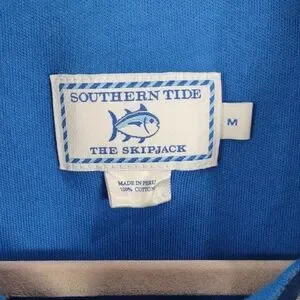 SOUTHERN TIDE
THE SKIPJACK
M
MADE IN PERU
100% COTTON